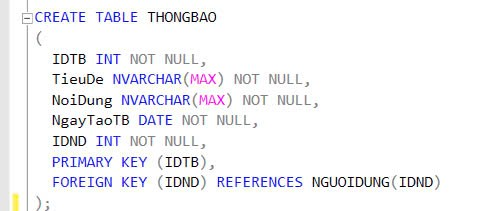 CREATE TABLE THONGBAO
(
IDTB INT NOT NULL,
TieuDe NVARCHAR(MAX) NOT NULL,
NoiDung NVARCHAR(MAX) NOT NULL,
NgayTaoTB DATE NOT NULL,
IDND INT NOT NULL,
PRIMARY KEY (IDTB),
FOREIGN KEY (IDND) REFERENCES NGUOIDUNG(IDND)
);